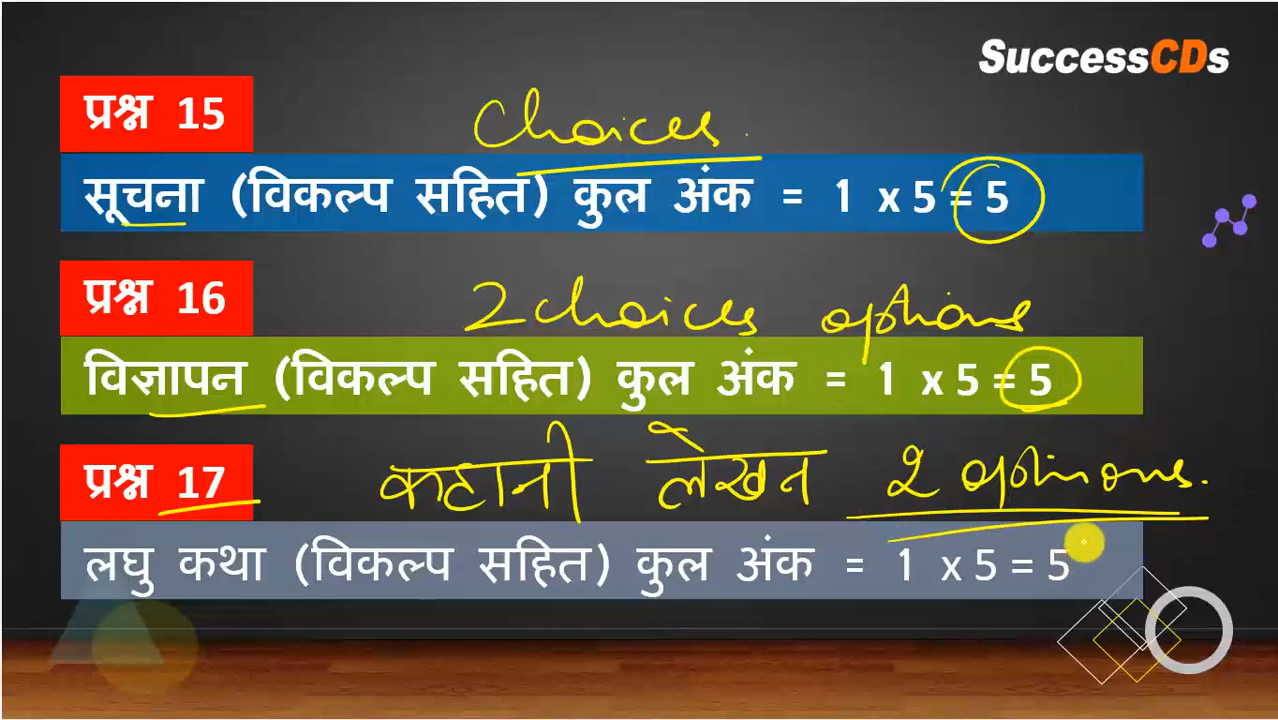 SuccessCDs
प्रश्न 15
Choices
सूचना (विकल्प सहित) कुल अंक = 1 x 5 = 5
प्रश्न 16
2 choices options
विज्ञापन (विकल्प सहित) कुल अंक = 1 x 5 = 5
प्रश्न 17 कहानी लेखन 2 options.
लघु कथा (विकल्प सहित) कुल अंक = 1 x 5 = 5